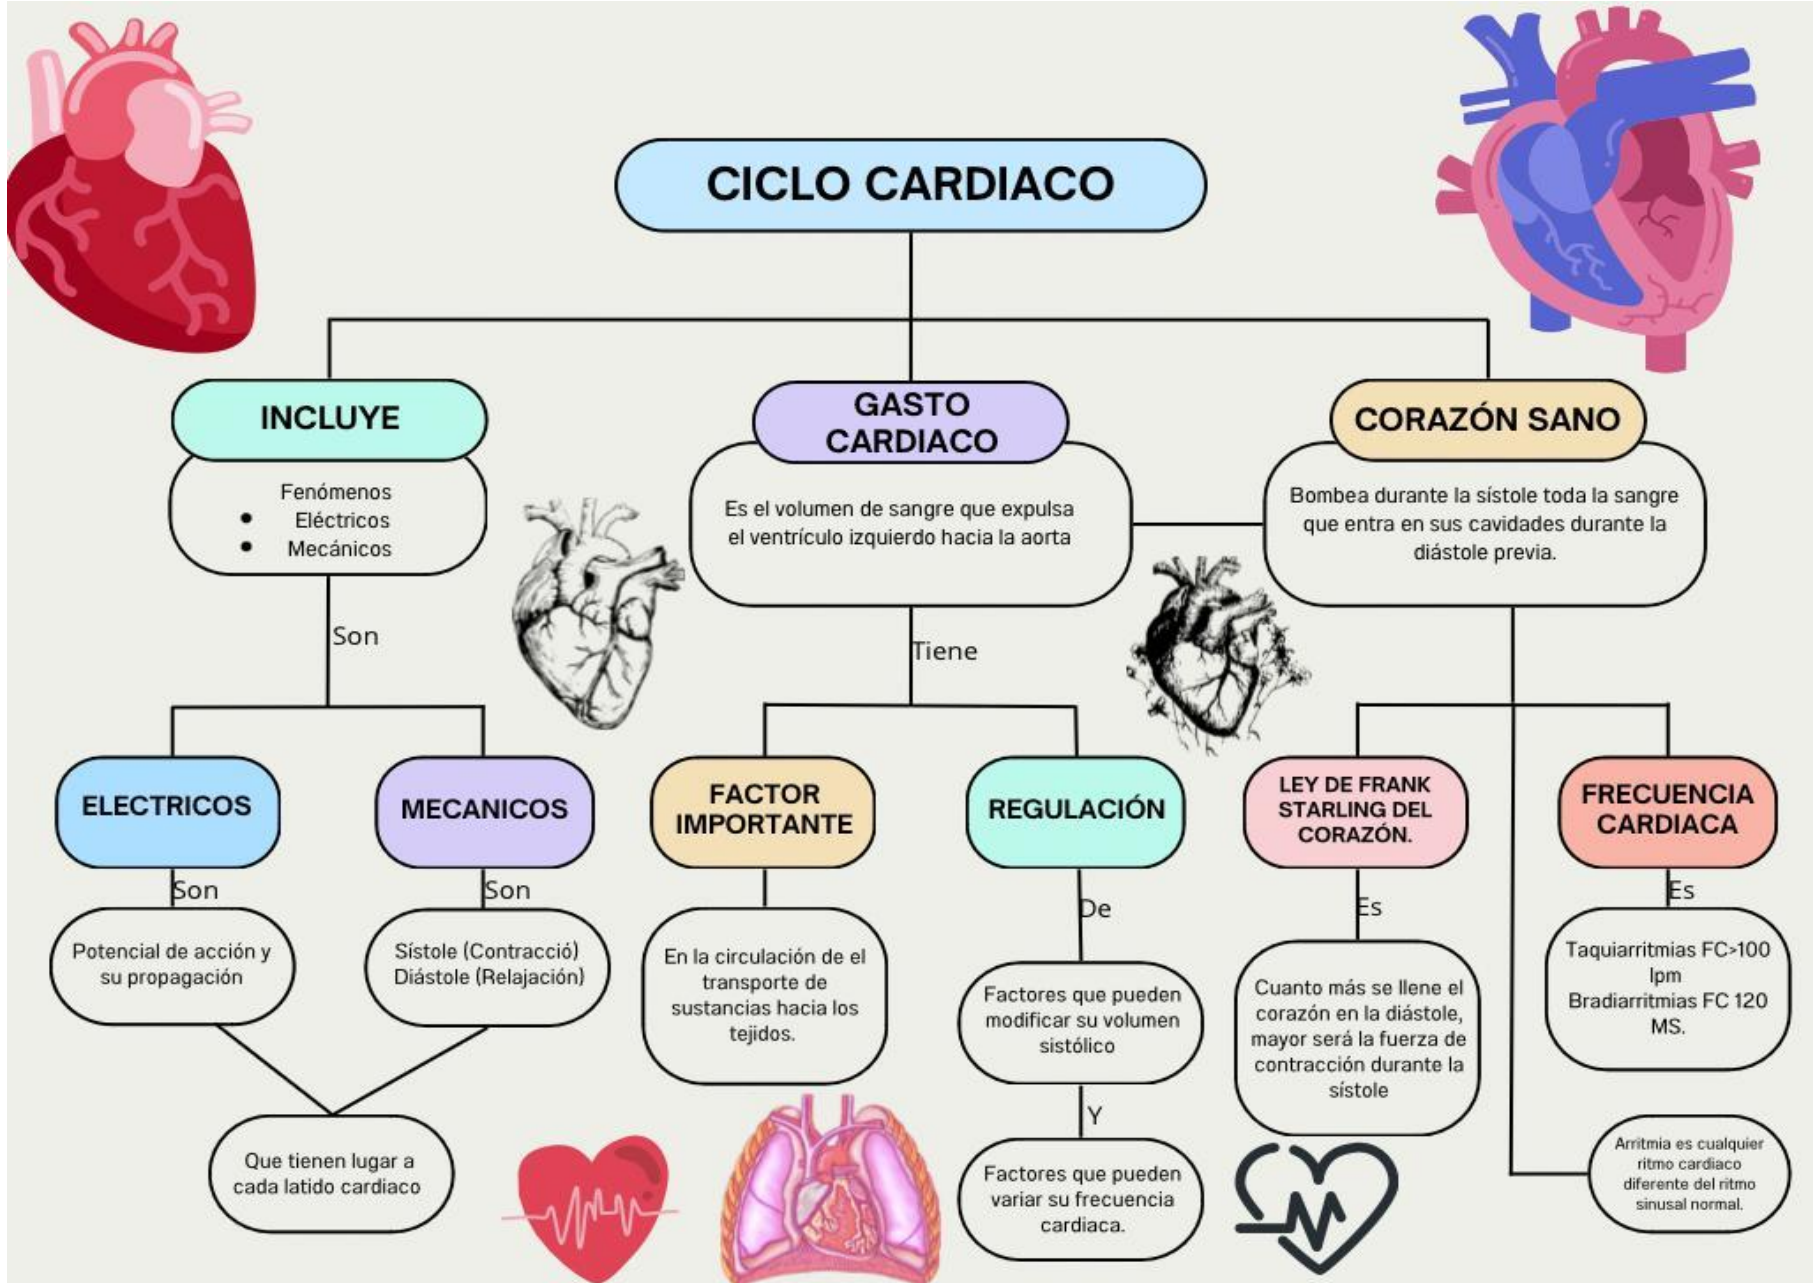 CICLO CARDIACO
INCLUYE
Fenómenos
• Eléctricos
• Mecánicos
GASTO
CARDIACO
Es el volumen de sangre que expulsa
el ventrículo izquierdo hacia la aorta
CORAZÓN SANO
Bombea durante la sístole toda la sangre
que entra en sus cavidades durante la
diástole previa.
Son
Tiene
ELECTRICOS
MECANICOS
FACTOR
IMPORTANTE
REGULACIÓN
LEY DE FRANK
STARLING DEL
CORAZÓN.
FRECUENCIA
CARDIACA
Son
Son
De
Es
Es
Potencial de acción y
su propagación
Sístole (Contracció)
Diástole (Relajación)
En la circulación de el
transporte de
sustancias hacia los
tejidos.
Factores que pueden
modificar su volumen
sistólico
Cuanto más se llene el
corazón en la diástole,
mayor será la fuerza de
contracción durante la
sístole
Taquiarritmias FC>100
lpm
Bradiarritmias FC 120
MS.
Que tienen lugar a
cada latido cardiaco
Y
Factores que pueden
variar su frecuencia
cardiaca.
Arritmia es cualquier
ritmo cardiaco
diferente del ritmo
sinusal normal.